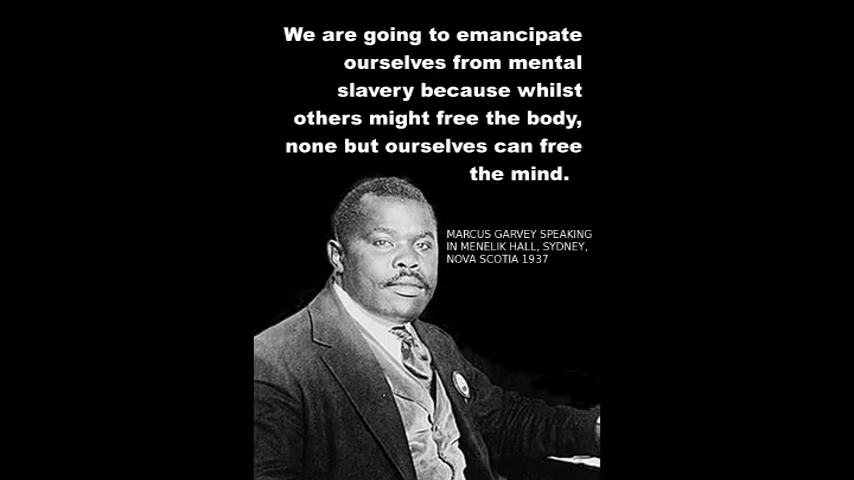 We are going to emancipate
ourselves from mental
slavery because whilst
others might free the body,
none but ourselves can free
the mind.
MARCUS GARVEY SPEAKING
IN MENELIK HALL, SYDNEY,
NOVA SCOTIA 1937